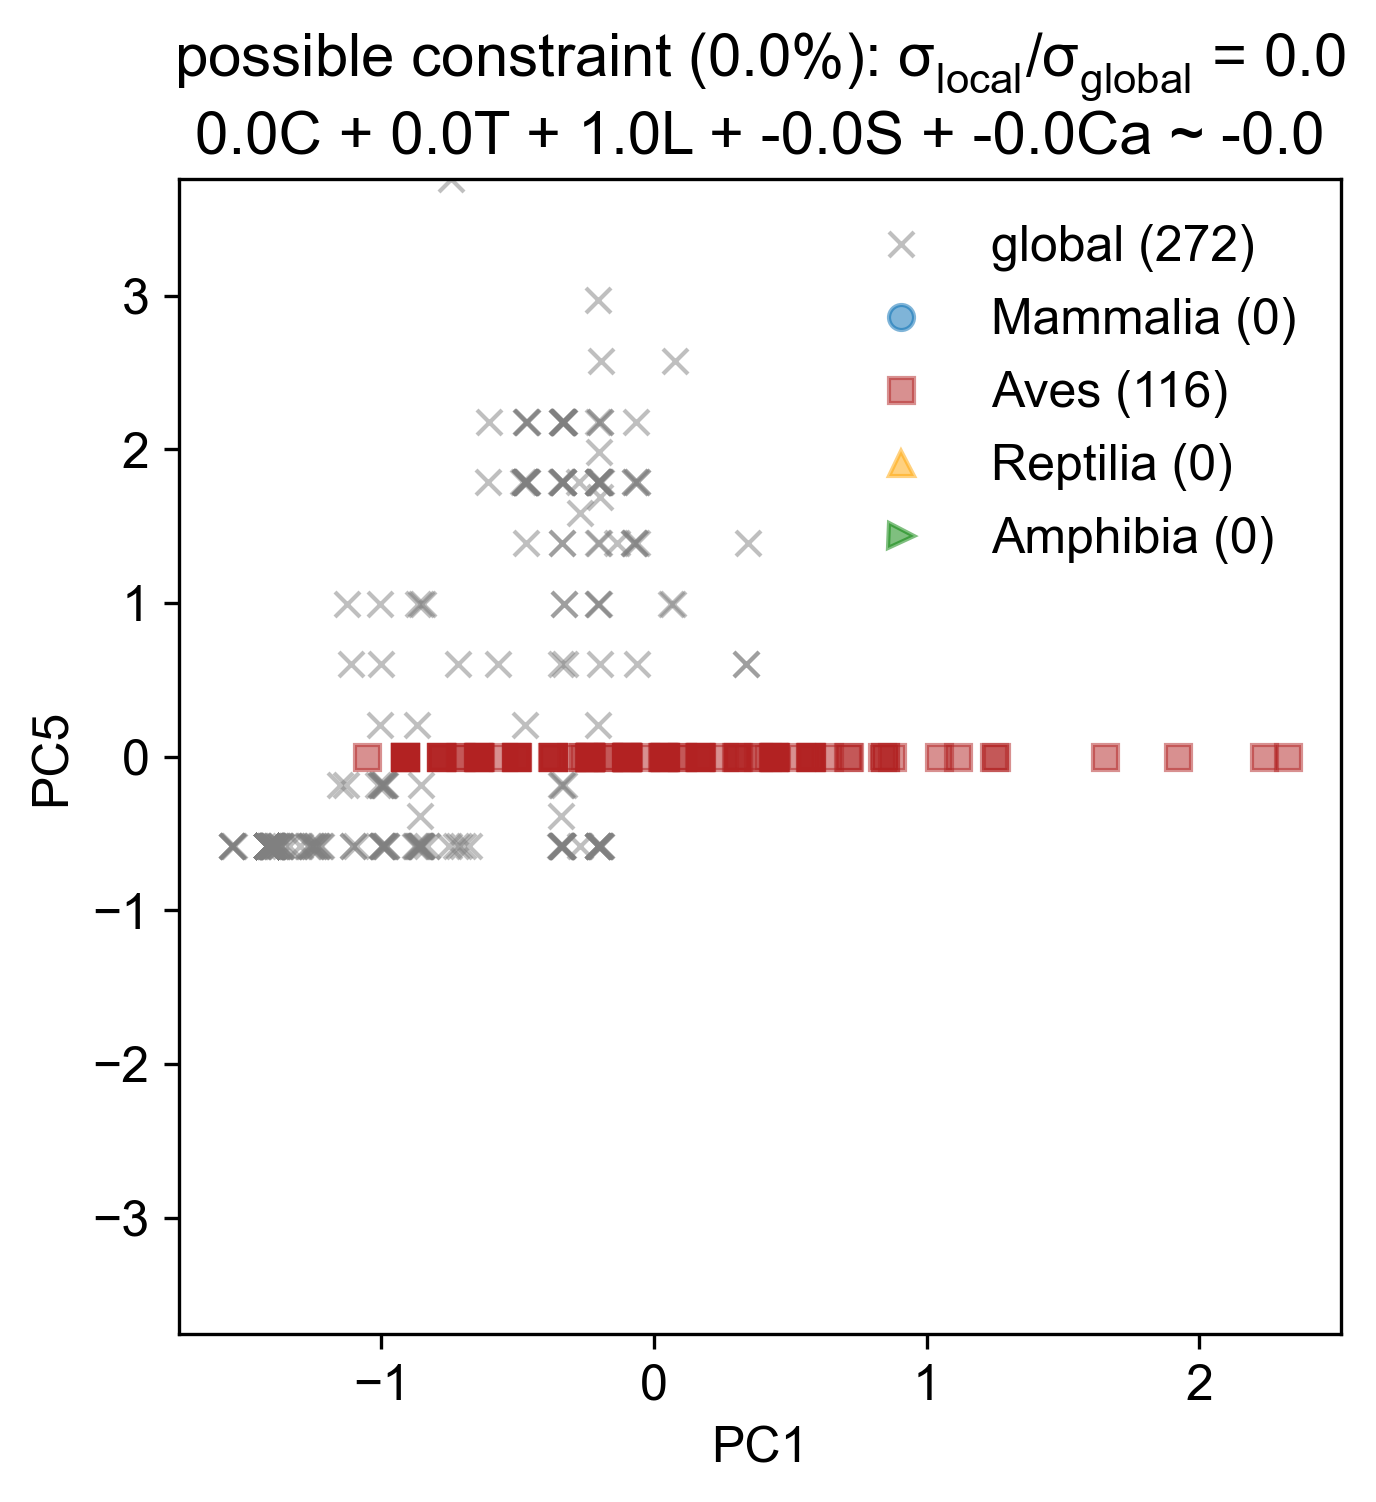 possible constraint (0.0%): σlocal/σglobal = 0.0
0.0C + 0.0T + 1.0L + -0.0S + -0.0Ca ~ -0.0
global (272)
Mammalia (0)
Aves (116)
Reptilia (0)
Amphibia (0)
3
2
1
0
−1
−2
−3
PC5
−1
0
1
2
PC1